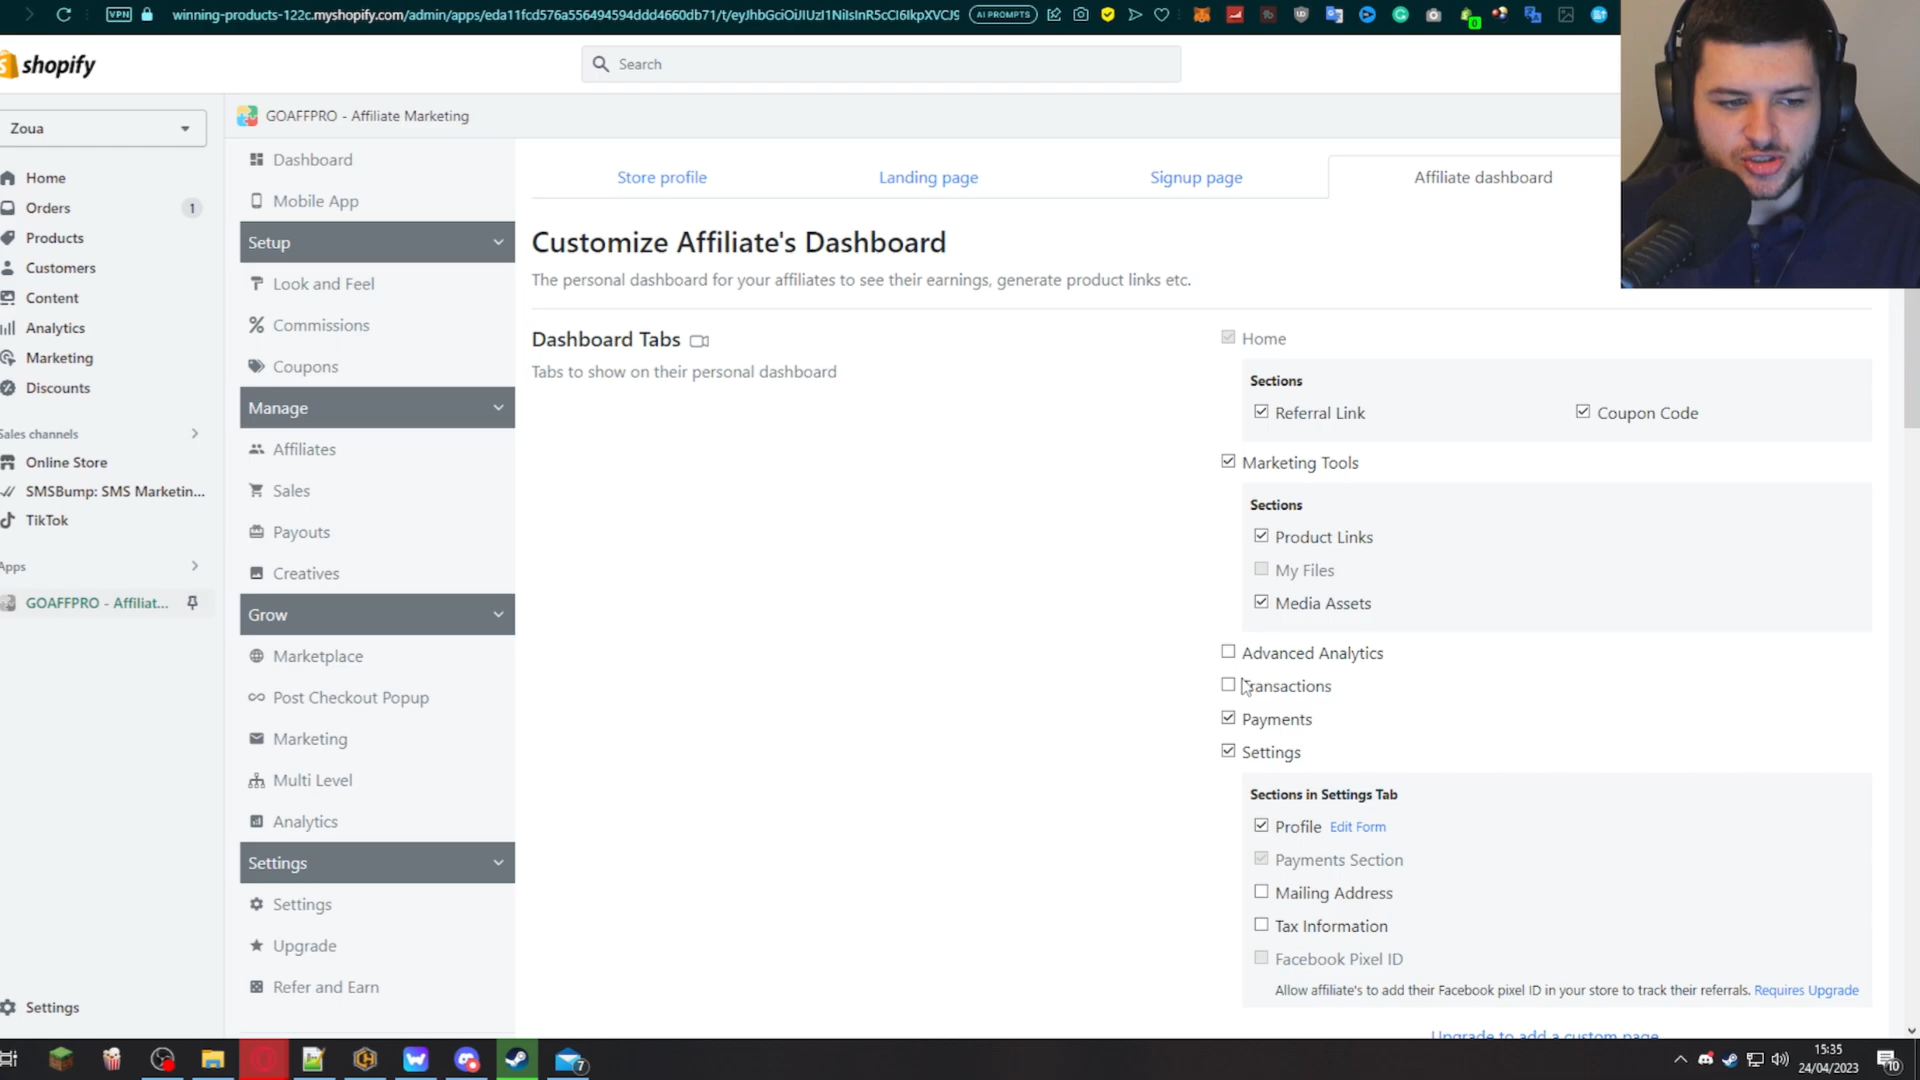 VPN
winning-products-122c.myshopify.com/admin/apps/eda11fcd576a556494594ddd4660db71/t/eyJhbGciOiJIUzI1NiIsInR5cCI6IkpXVCJ9
AI PROMPTS
0
shopify
Search
Zoua
GOAFFPRO - Affiliate Marketing
Home
Orders 1
Products
Customers
Content
Analytics
Marketing
Discounts
Sales channels
Online Store
SMSBump: SMS Marketin...
TikTok
Apps
GOAFFPRO - Affiliat...
Settings
Dashboard
Mobile App
Setup
Look and Feel
Commissions
Coupons
Manage
Affiliates
Sales
Payouts
Creatives
Grow
Marketplace
Post Checkout Popup
Marketing
Multi Level
Analytics
Settings
Settings
Upgrade
Refer and Earn
Store profile Landing page Signup page Affiliate dashboard
Customize Affiliate's Dashboard
The personal dashboard for your affiliates to see their earnings, generate product links etc.
Dashboard Tabs
Tabs to show on their personal dashboard
Home
Sections
Referral Link Coupon Code
Marketing Tools
Sections
Product Links
My Files
Media Assets
Advanced Analytics
Transactions
Payments
Settings
Sections in Settings Tab
Profile Edit Form
Payments Section
Mailing Address
Tax Information
Facebook Pixel ID
Allow affiliate's to add their Facebook pixel ID in your store to track their referrals. Requires Upgrade
Upgrade to add a custom page
7
15:35
24/04/2023
10